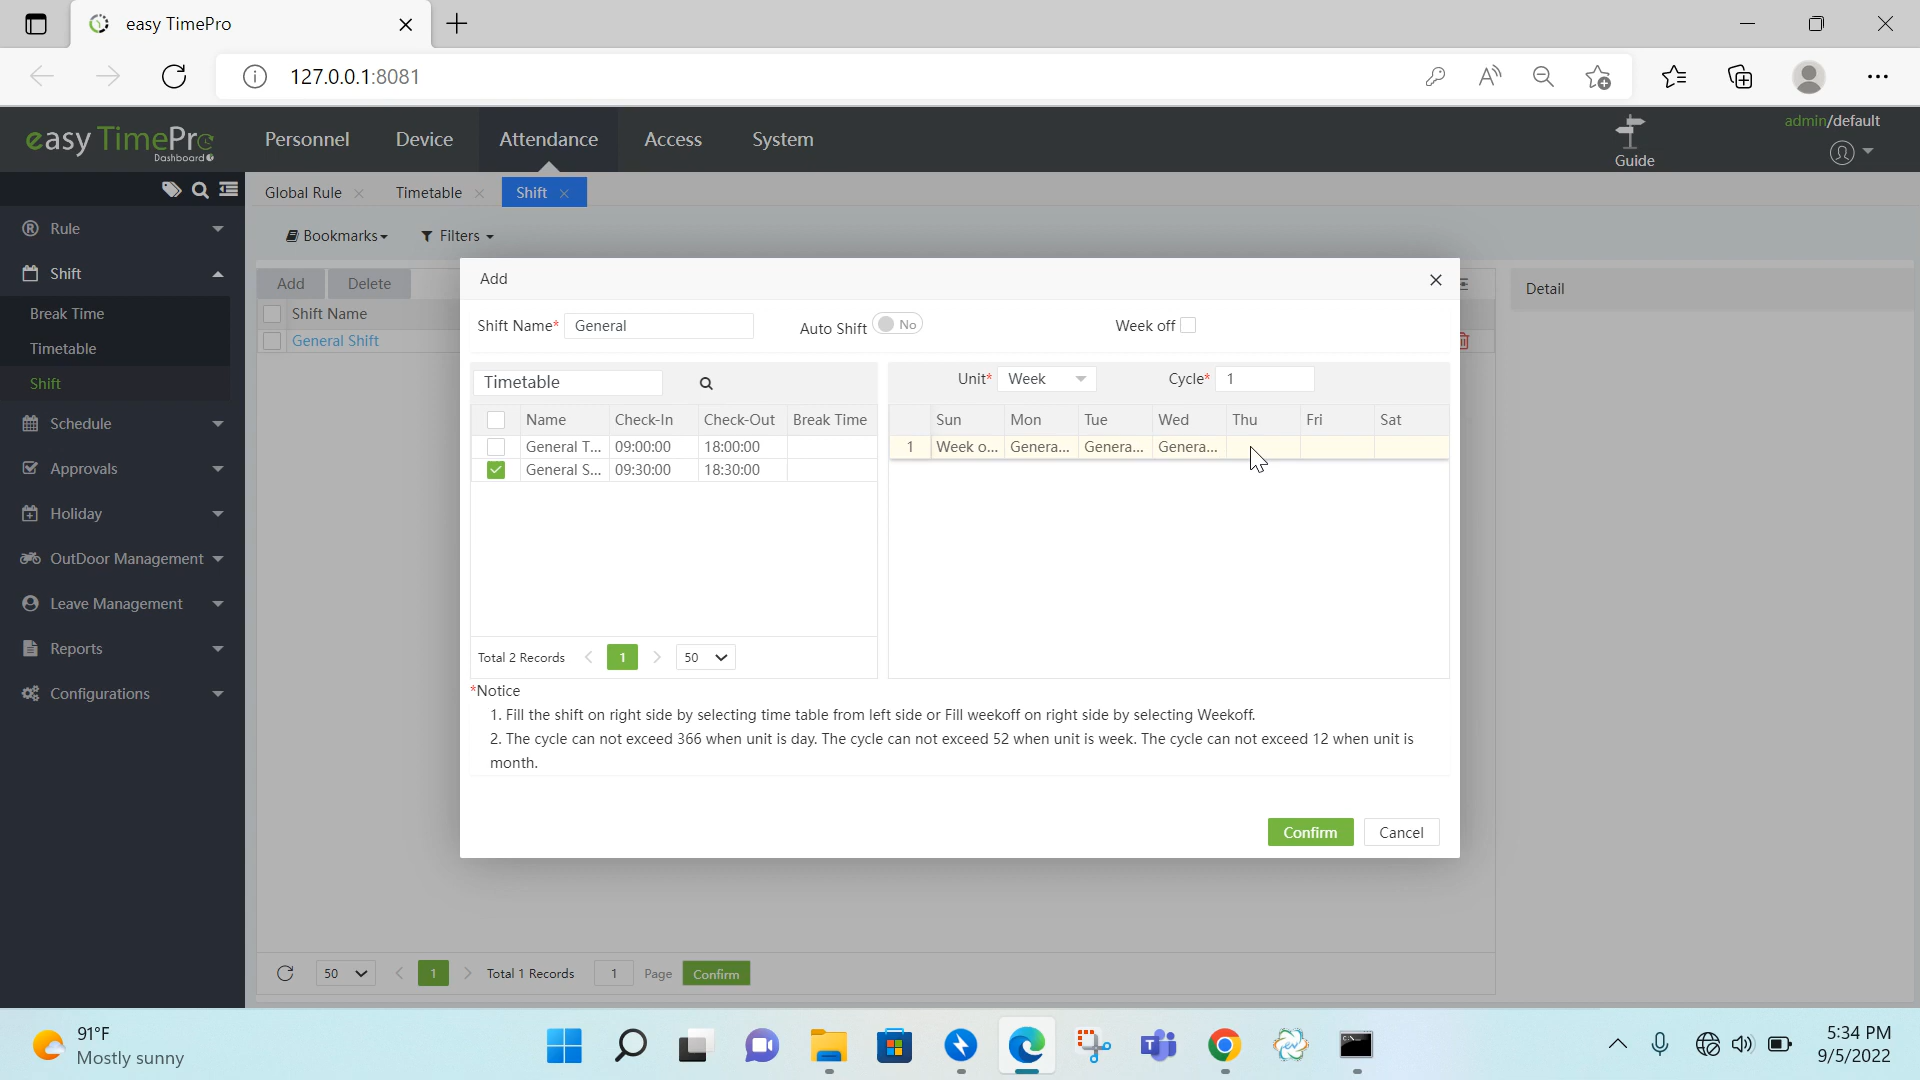 easy TimePro
127.0.0.1:8081
easy TimePro
Dashboard
Personnel Device Attendance Access System
Guide
admin/default
Global Rule Timetable Shift
Bookmarks Filters
Rule
Shift
Break Time
Timetable
Shift
Schedule
Approvals
Holiday
OutDoor Management
Leave Management
Reports
Configurations
Add Delete
Shift Name
General Shift
Detail
Add
Shift Name* General Auto Shift No Week off
Timetable
Unit* Week Cycle* 1
Name Check-In Check-Out Break Time
General T... 09:00:00 18:00:00
General S... 09:30:00 18:30:00
Sun Mon Tue Wed Thu Fri Sat
1 Week o... Genera... Genera... Genera...
Total 2 Records 1 50
*Notice
1. Fill the shift on right side by selecting time table from left side or Fill weekoff on right side by selecting Weekoff.
2. The cycle can not exceed 366 when unit is day. The cycle can not exceed 52 when unit is week. The cycle can not exceed 12 when unit is
month.
Confirm Cancel
50 1 Total 1 Records 1 Page Confirm
91°F
Mostly sunny
5:34 PM
9/5/2022